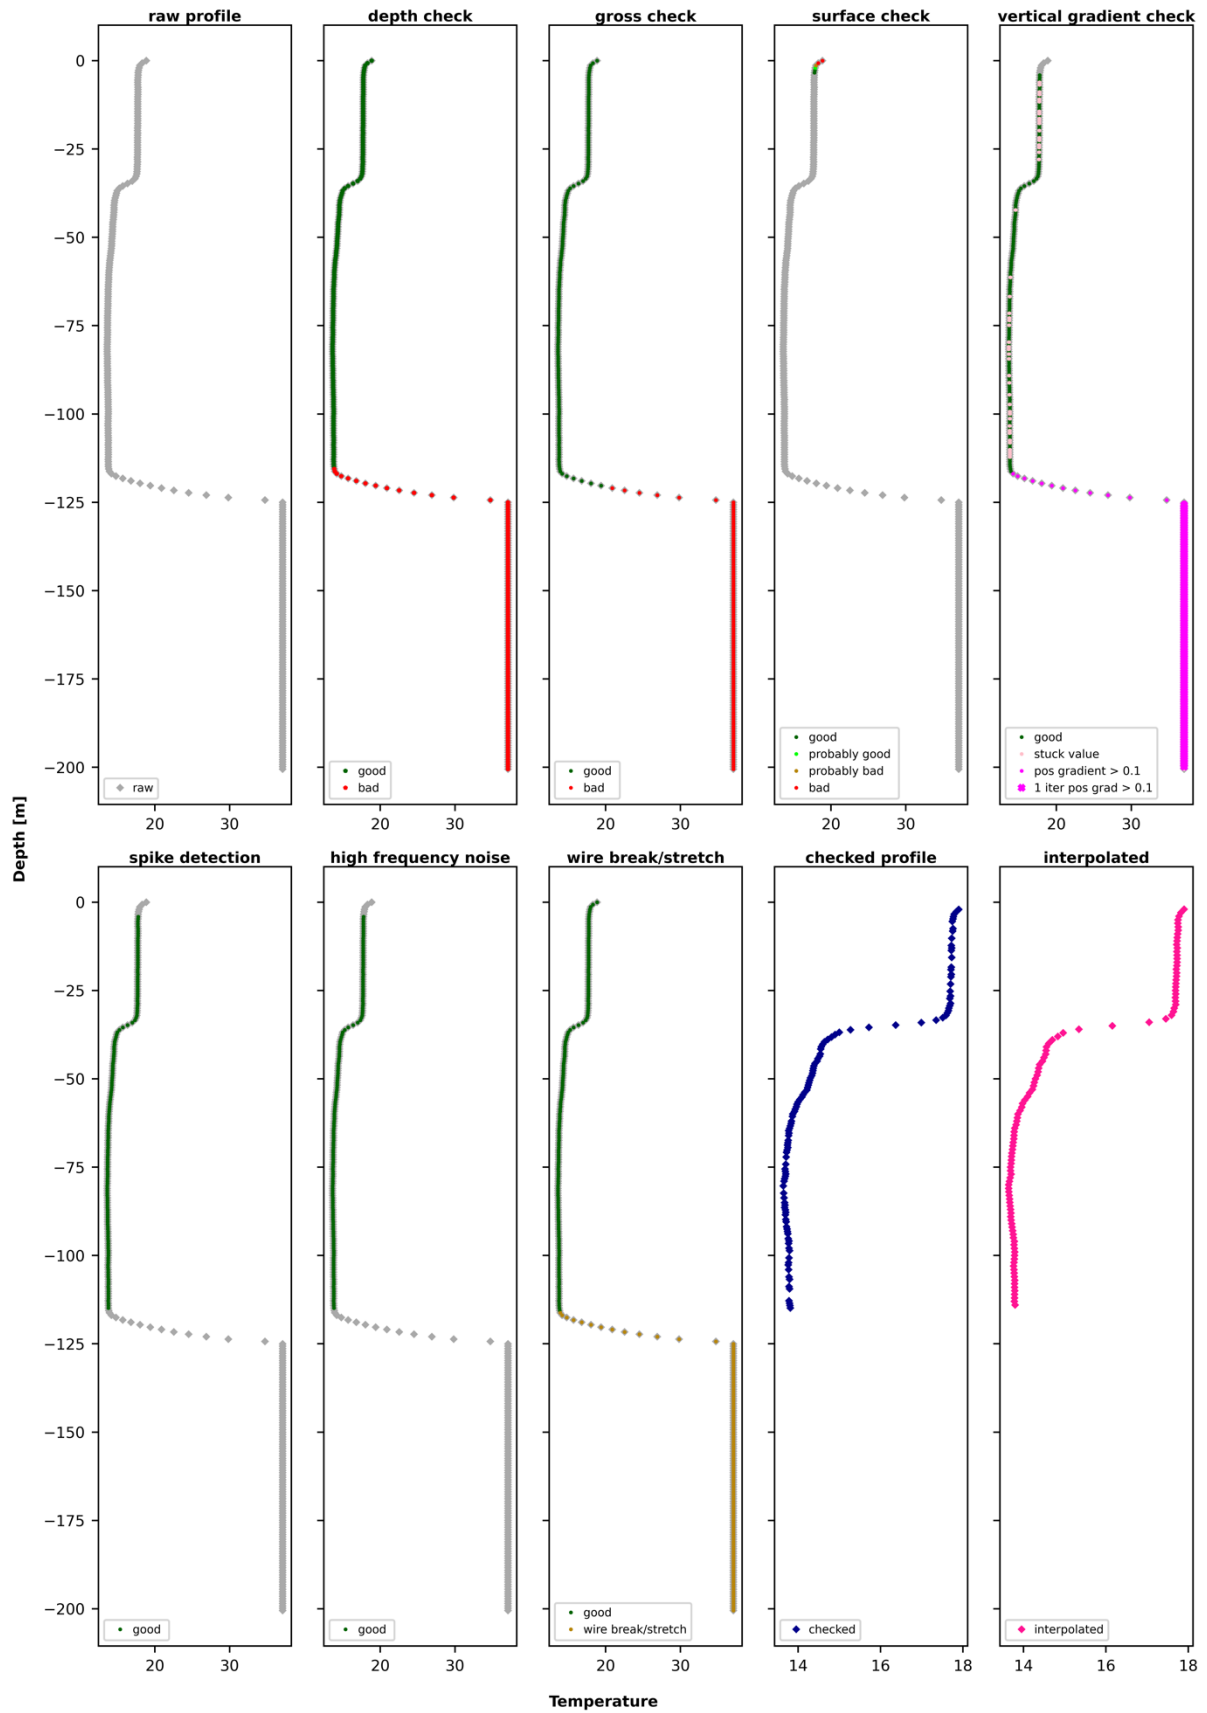 raw profile
depth check
gross check
surface check
vertical gradient check
0
−25
−50
−75
−100
−125
−150
−175
−200
raw
good
bad
good
bad
good
probably good
probably bad
bad
good
stuck value
pos gradient > 0.1
1 iter pos grad > 0.1
20 30
20 30
20 30
20 30
20 30
Depth [m]
spike detection
high frequency noise
wire break/stretch
checked profile
interpolated
0
−25
−50
−75
−100
−125
−150
−175
−200
good
good
good
wire break/stretch
checked
interpolated
20 30
20 30
20 30
14 16 18
14 16 18
Temperature